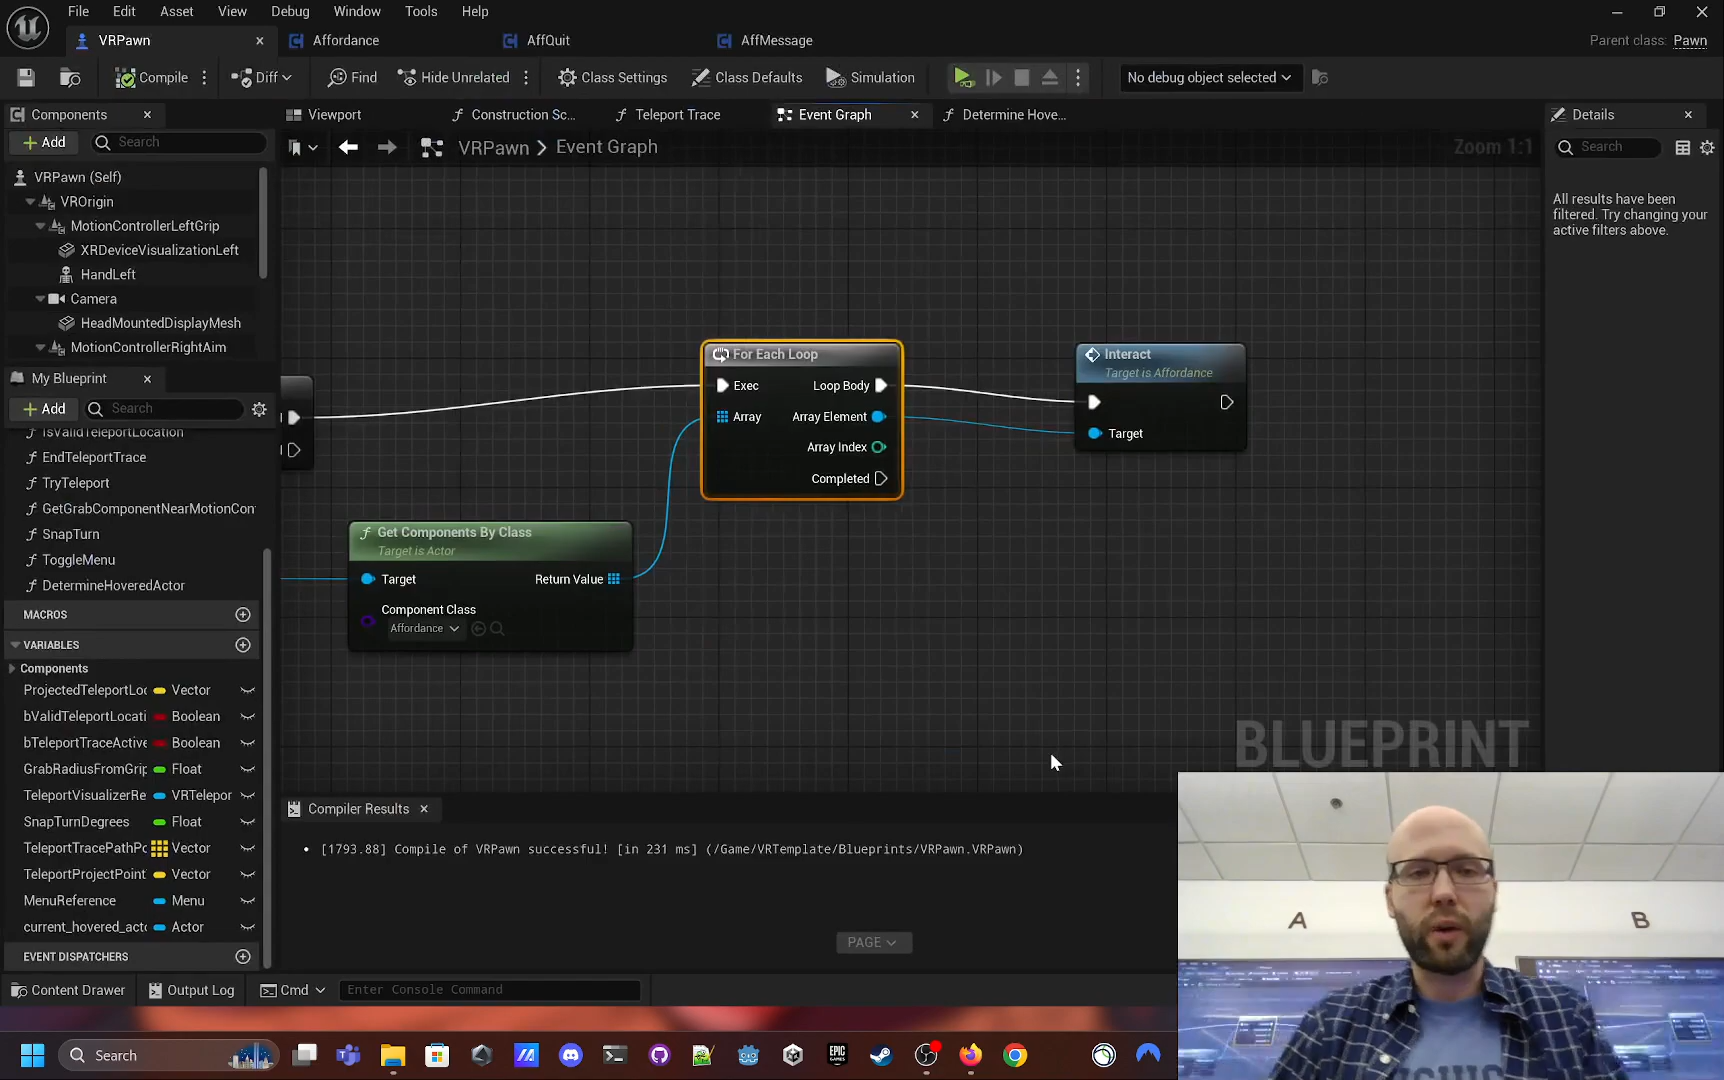 File Edit Asset View Debug Window Tools Help
VRPawn Affordance AffQuit AffMessage Parent class: Pawn
Compile Diff Find Hide Unrelated Class Settings Class Defaults Simulation No debug object selected
Components Viewport Construction Sc... Teleport Trace Event Graph Determine Hove... Details
Add Search VRPawn > Event Graph Zoom 1:1 Search
VRPawn (Self)
VROrigin
MotionControllerLeftGrip
XRDeviceVisualizationLeft
HandLeft
Camera
HeadMountedDisplayMesh
MotionControllerRightAim
All results have been
filtered. Try changing your
active filters above.
For Each Loop
Exec Loop Body
Array Array Element
Array Index
Completed
Interact
Target is Affordance
Target
Get Components By Class
Target is Actor
Target Return Value
Component Class
Affordance
My Blueprint
Add Search
IsValidTeleportLocation
EndTeleportTrace
TryTeleport
GetGrabComponentNearMotionCon
SnapTurn
ToggleMenu
DetermineHoveredActor
MACROS
VARIABLES
Components
ProjectedTeleportLoc Vector
bValidTeleportLocati Boolean
bTeleportTraceActive Boolean
GrabRadiusFromGrip Float
TeleportVisualizerRe VRTelepor
SnapTurnDegrees Float
TeleportTracePathPo Vector
TeleportProjectPoint Vector
MenuReference Menu
current_hovered_acto Actor
EVENT DISPATCHERS
BLUEPRINT
Compiler Results
[1793.88] Compile of VRPawn successful! [in 231 ms] (/Game/VRTemplate/Blueprints/VRPawn.VRPawn)
PAGE
A B
Content Drawer Output Log Cmd Enter Console Command
Search
EPIC
GAMES